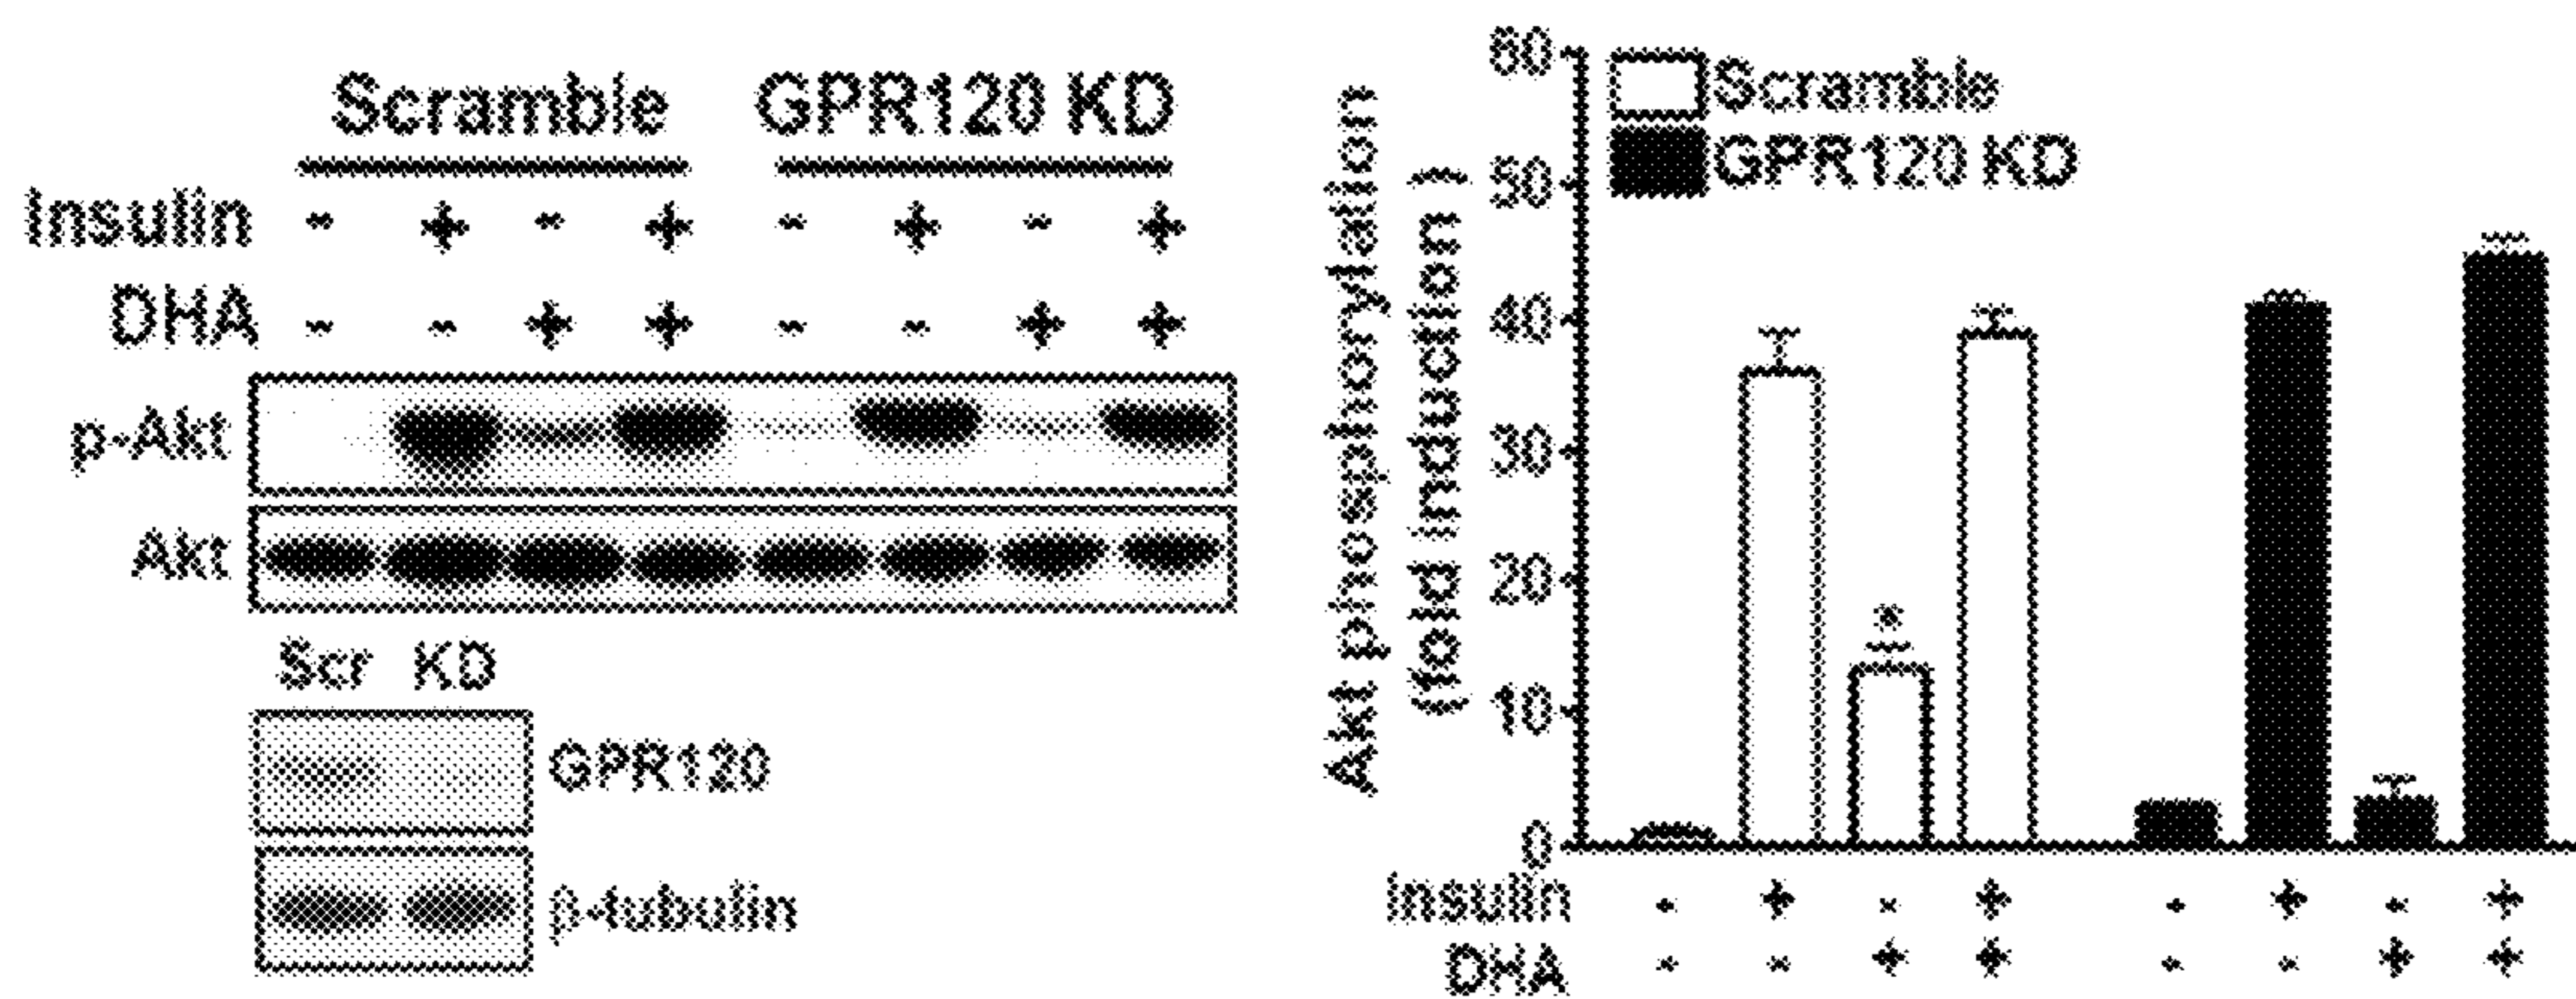 Scramble GPR120 KD
Insulin - + - + - + - +
DHA - - + + - - + +
p-Akt
Akt
Scr KD
GPR120
β-tubulin
Akt phosphorylation
(fold induction )
60
50
40
30
20
10
0
Scramble
GPR120 KD
*
Insulin - + - + - + - +
DHA - - + + - - + +